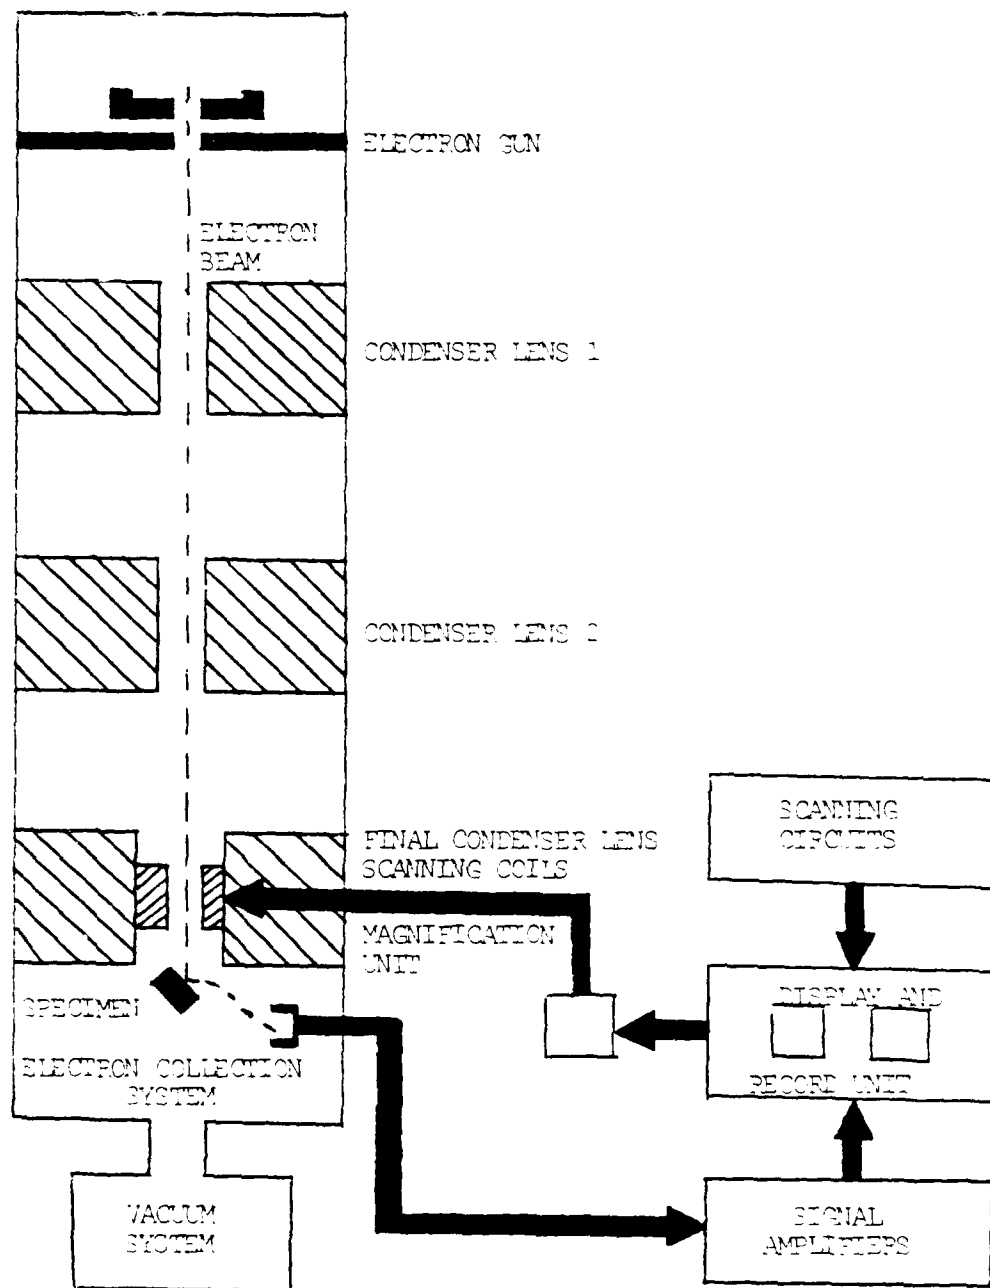 ELECTRON GUN
ELECTRON
BEAM
CONDENSER LENS 1
CONDENSER LENS 2
FINAL CONDENSER LENS
SCANNING COILS
MAGNIFICATION
UNIT
SPECIMEN
ELECTRON COLLECTION
SYSTEM
VACUUM
SYSTEM
SCANNING
CIRCUITS
DISPLAY AND
RECORD UNIT
SIGNAL
AMPLIFIERS